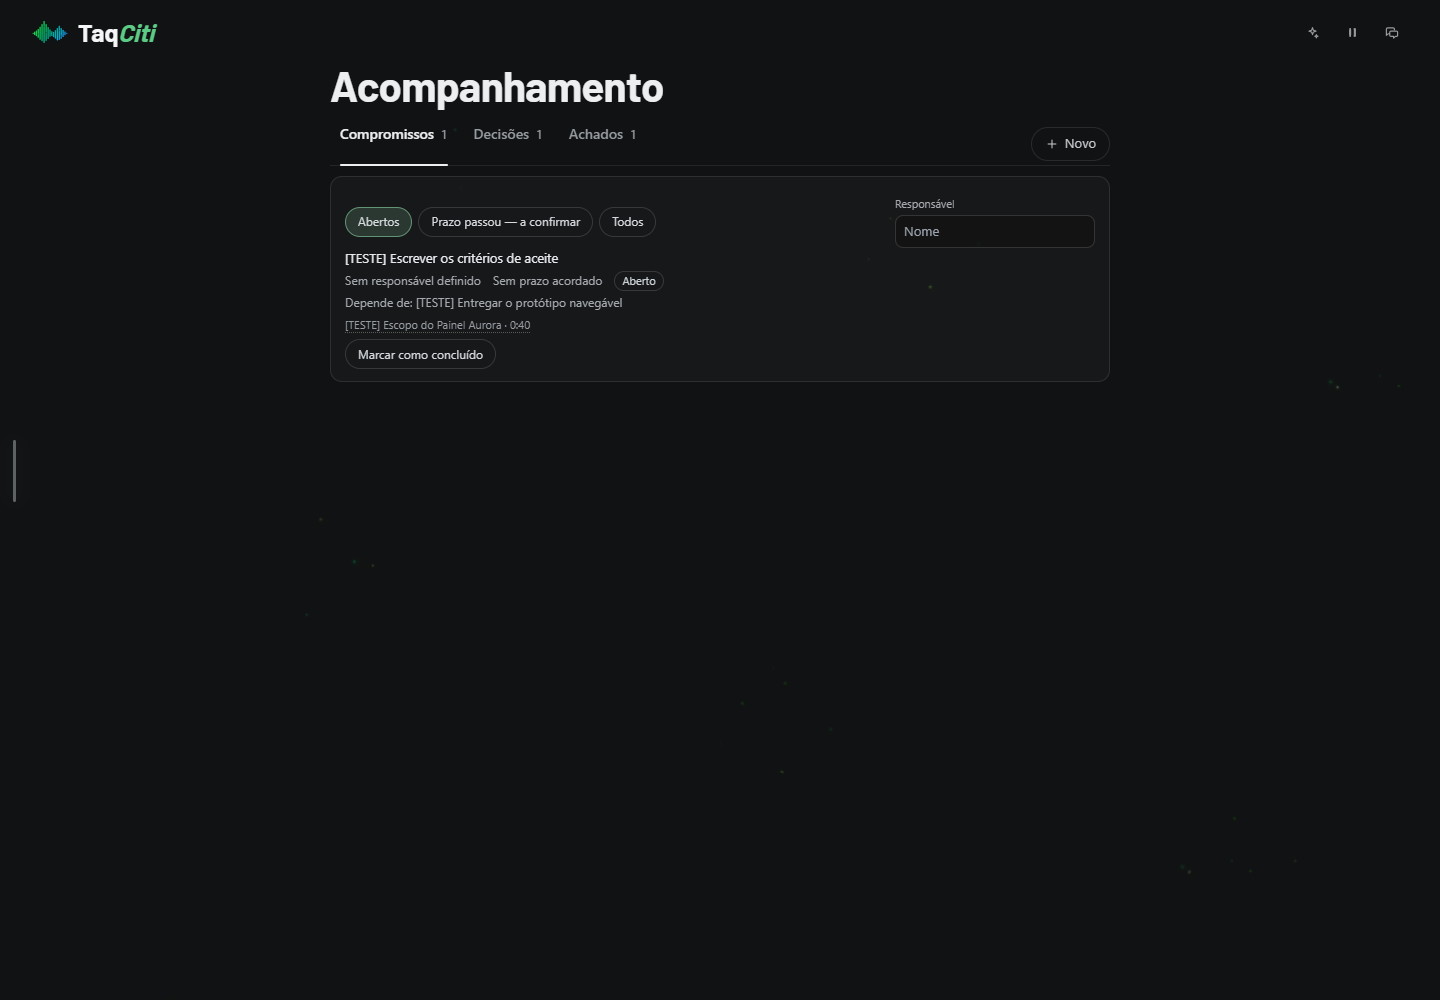 TaqCiti
Acompanhamento
Compromissos 1 Decisões 1 Achados 1
+ Novo
Responsável
Abertos Prazo passou — a confirmar Todos
Nome
[TESTE] Escrever os critérios de aceite
Sem responsável definido Sem prazo acordado Aberto
Depende de: [TESTE] Entregar o protótipo navegável
[TESTE] Escopo do Painel Aurora · 0:40
Marcar como concluído